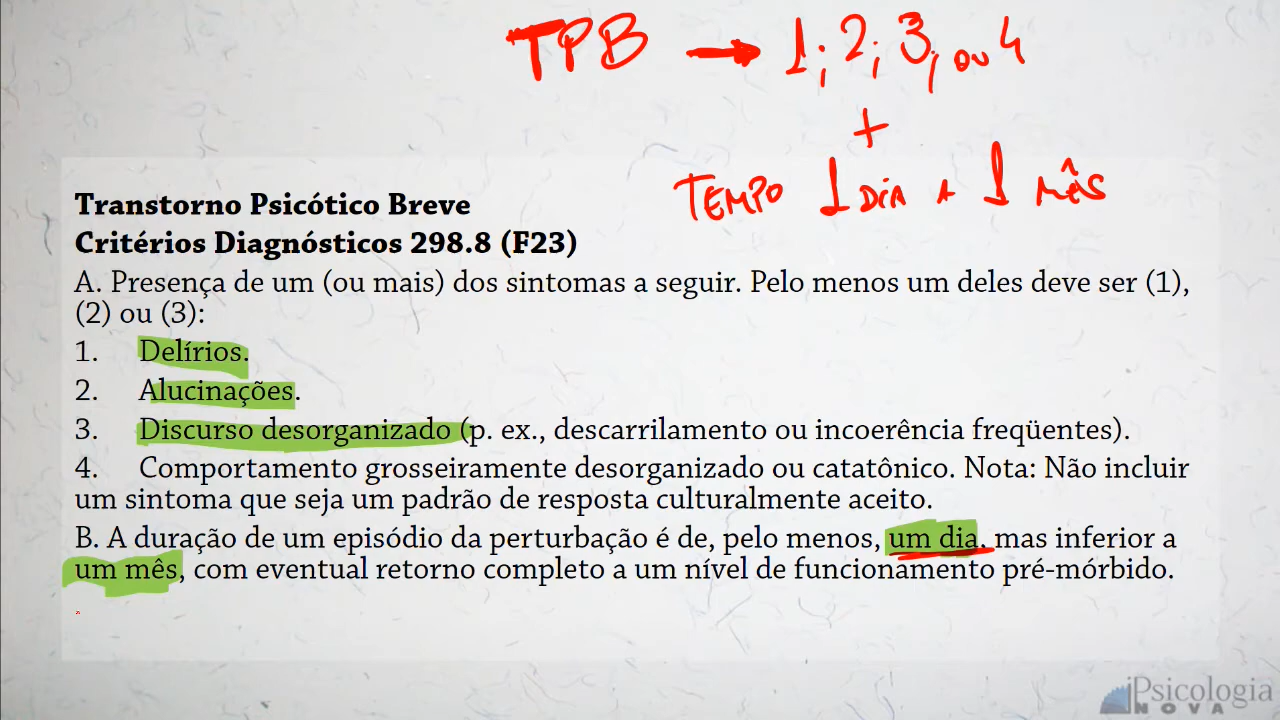 TPB → 1; 2; 3; ou 4
+
TEMPO 1 DIA A 1 MÊS
Transtorno Psicótico Breve
Critérios Diagnósticos 298.8 (F23)
A. Presença de um (ou mais) dos sintomas a seguir. Pelo menos um deles deve ser (1),
(2) ou (3):
1. Delírios.
2. Alucinações.
3. Discurso desorganizado (p. ex., descarrilamento ou incoerência freqüentes).
4. Comportamento grosseiramente desorganizado ou catatônico. Nota: Não incluir
um sintoma que seja um padrão de resposta culturalmente aceito.
B. A duração de um episódio da perturbação é de, pelo menos, um dia, mas inferior a
um mês, com eventual retorno completo a um nível de funcionamento pré-mórbido.
Psicologia
NOVA